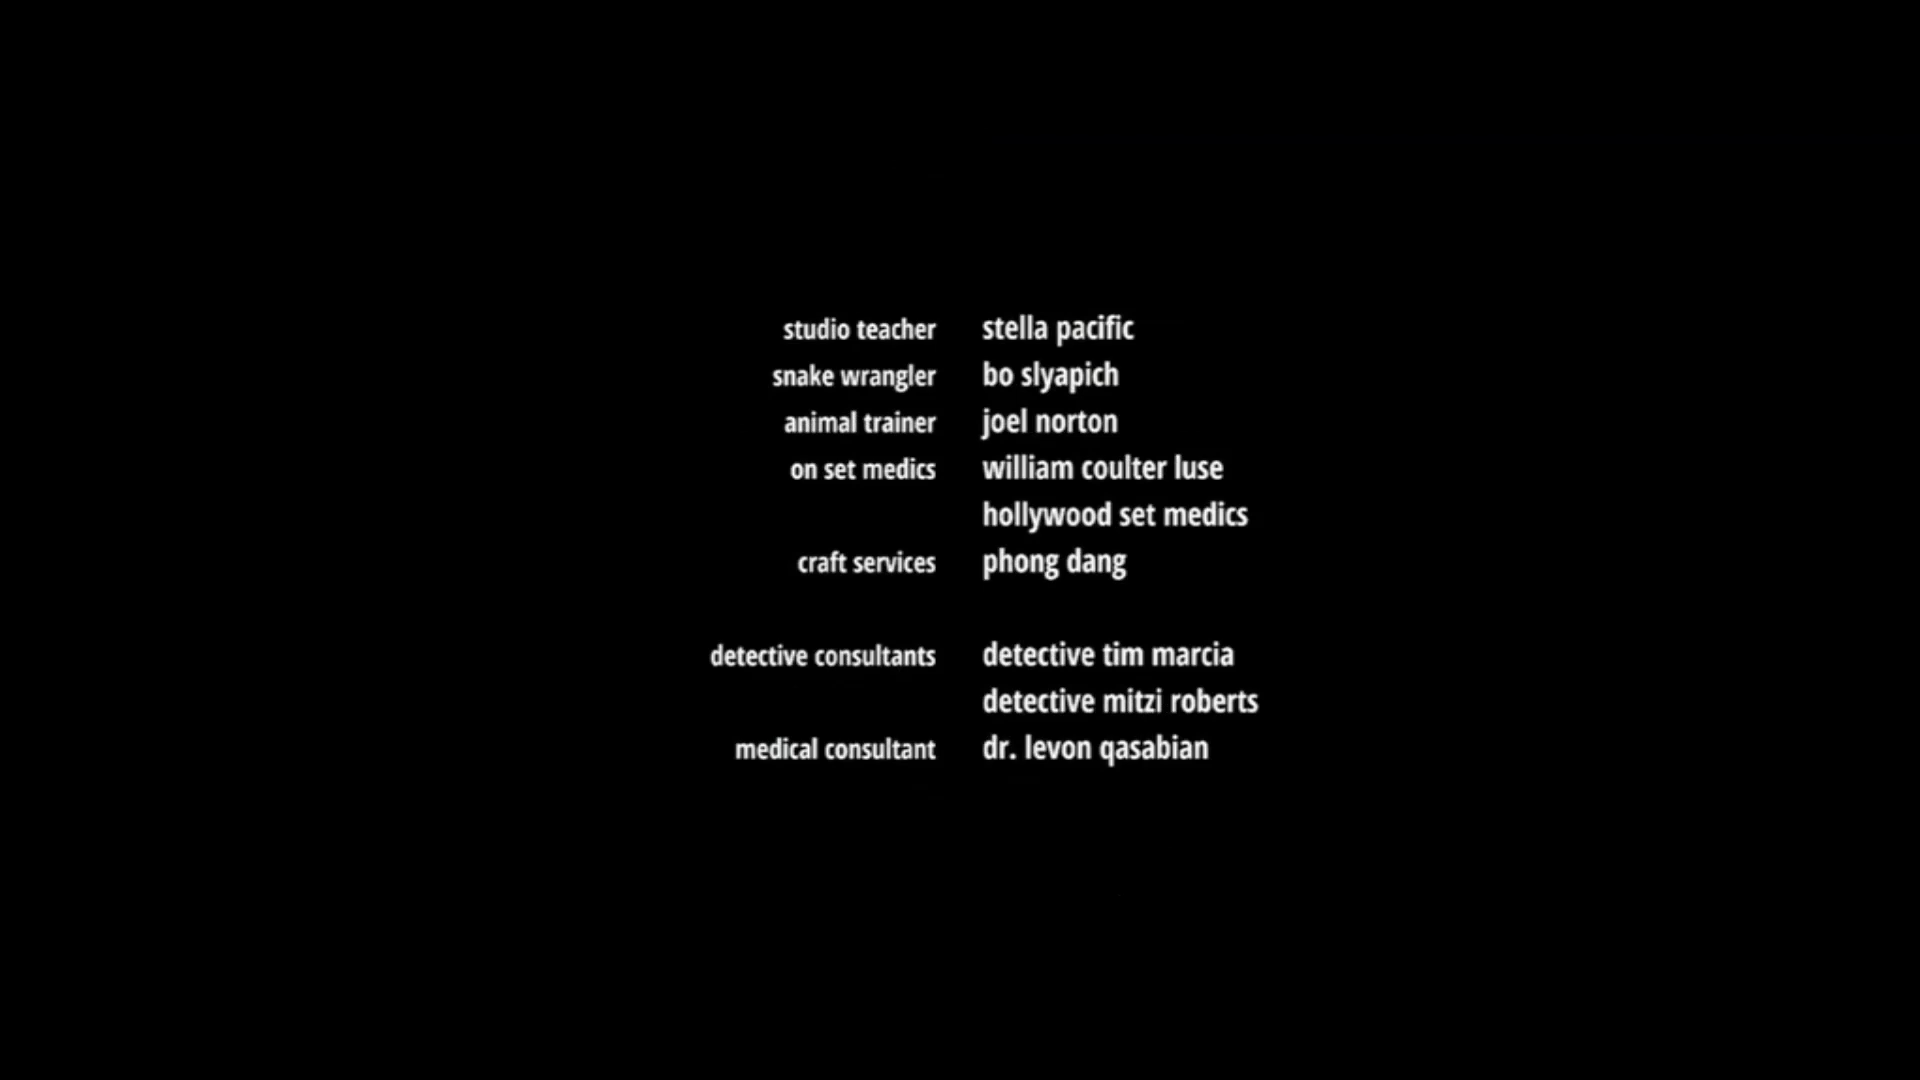 studio teacher stella pacific
snake wrangler bo slyapich
animal trainer joel norton
on set medics william coulter luse
hollywood set medics
craft services phong dang
detective consultants detective tim marcia
detective mitzi roberts
medical consultant dr. levon qasabian